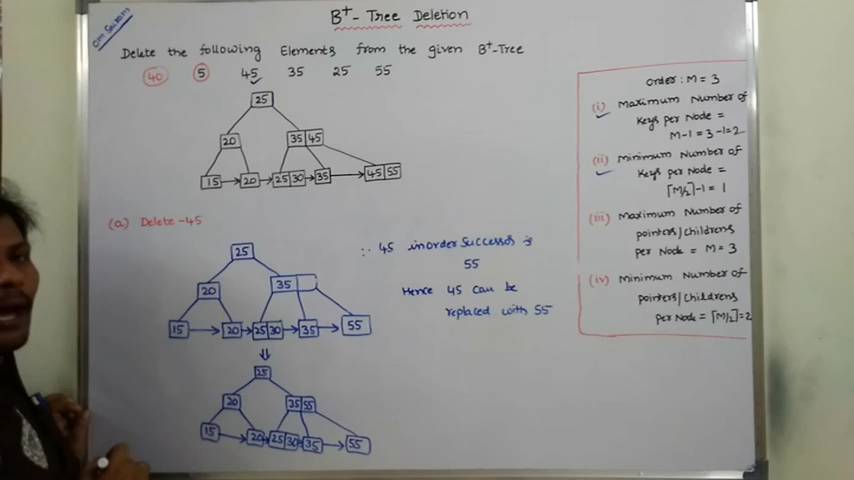 Om Sairam
B+- Tree Deletion
Delete the following Elements from the given B+-Tree
40 5 45 35 25 55
25
20 35 45
15 20 25 30 35 45 55
(a) Delete-45
25
20 35
15 20 25 30 35 55
⇓
25
20 35 55
15 20 25 30 35 55
∵ 45 inorder successor is
55
Hence 45 can be
replaced with 55
order: M = 3
(i) Maximum Number of
Keys per Node =
M-1 = 3-1 = 2
(ii) Minimum Number of
Keys per Node =
⌈M/2⌉-1 = 1
(iii) Maximum Number of
pointers/childrens
per Node = M = 3
(iv) Minimum Number of
pointers/childrens
per Node = ⌈M/2⌉=2